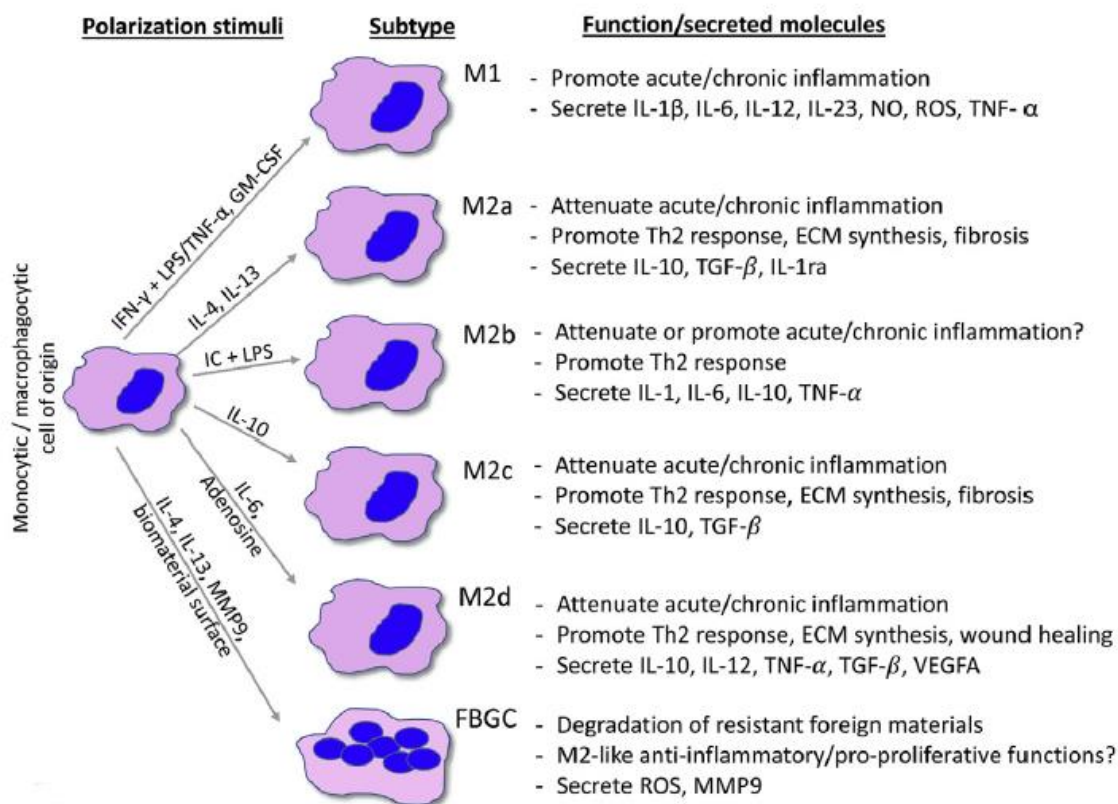 Polarization stimuli
Subtype
Function/secreted molecules
Monocytic / macrophagocytic
cell of origin
IFN-γ + LPS/TNF-α, GM-CSF
M1
- Promote acute/chronic inflammation
- Secrete IL-1β, IL-6, IL-12, IL-23, NO, ROS, TNF- α
IL-4, IL-13
M2a
- Attenuate acute/chronic inflammation
- Promote Th2 response, ECM synthesis, fibrosis
- Secrete IL-10, TGF-β, IL-1ra
IC + LPS
M2b
- Attenuate or promote acute/chronic inflammation?
- Promote Th2 response
- Secrete IL-1, IL-6, IL-10, TNF-α
IL-10
M2c
- Attenuate acute/chronic inflammation
- Promote Th2 response, ECM synthesis, fibrosis
- Secrete IL-10, TGF-β
IL-6,
Adenosine
M2d
- Attenuate acute/chronic inflammation
- Promote Th2 response, ECM synthesis, wound healing
- Secrete IL-10, IL-12, TNF-α, TGF-β, VEGFA
IL-4, IL-13, MMP9,
biomaterial surface
FBGC
- Degradation of resistant foreign materials
- M2-like anti-inflammatory/pro-proliferative functions?
- Secrete ROS, MMP9